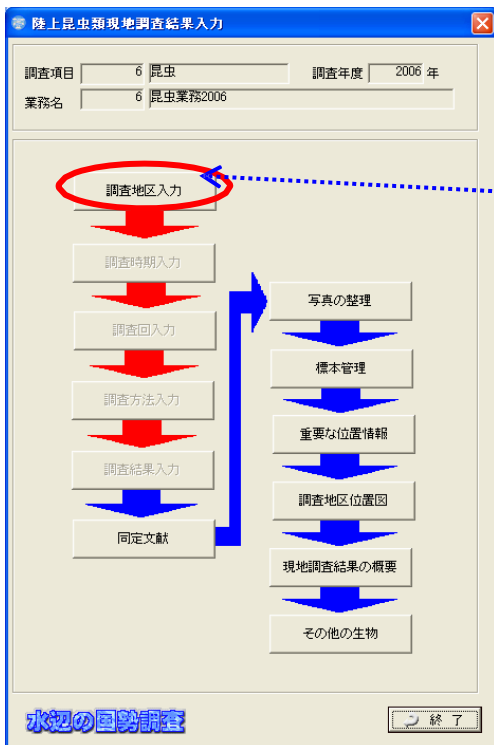 陸上昆虫類現地調査結果入力
調査項目 6 昆虫 調査年度 2006 年
業務名 6 昆虫業務2006
調査地区入力
調査時期入力
調査回入力
調査方法入力
調査結果入力
同定文献
写真の整理
標本管理
重要な位置情報
調査地区位置図
現地調査結果の概要
その他の生物
水辺の国勢調査
終 了